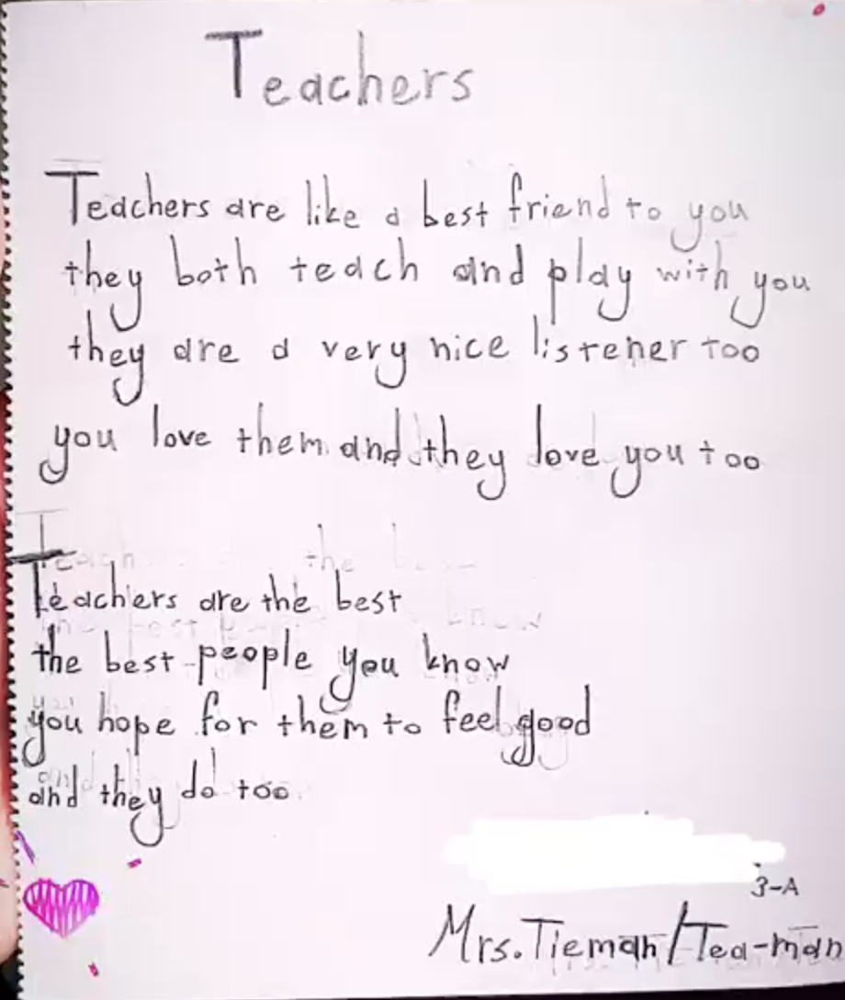 Teachers
Teachers are like a best friend to you
they both teach and play with you
they are a very nice listener too
you love them and they love you too
Teachers are the best
the best people you know
you hope for them to feel good
and they do too
3-A
Mrs.Tieman/Tea-man